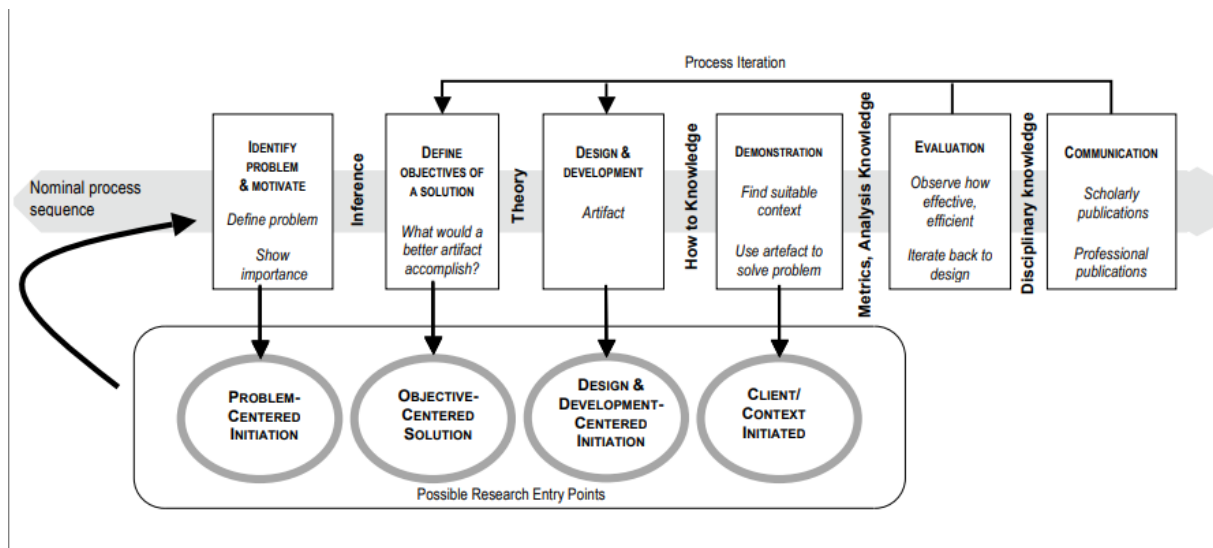 Process Iteration
Nominal process
sequence
IDENTIFY
PROBLEM
& MOTIVATE
Define problem
Show
importance
Inference
DEFINE
OBJECTIVES OF
A SOLUTION
What would a
better artifact
accomplish?
Theory
DESIGN &
DEVELOPMENT
Artifact
How to Knowledge
DEMONSTRATION
Find suitable
context
Use artefact to
solve problem
Metrics, Analysis Knowledge
EVALUATION
Observe how
effective,
efficient
Iterate back to
design
Disciplinary knowledge
COMMUNICATION
Scholarly
publications
Professional
publications
PROBLEM-
CENTERED
INITIATION
OBJECTIVE-
CENTERED
SOLUTION
DESIGN &
DEVELOPMENT-
CENTERED
INITIATION
CLIENT/
CONTEXT
INITIATED
Possible Research Entry Points